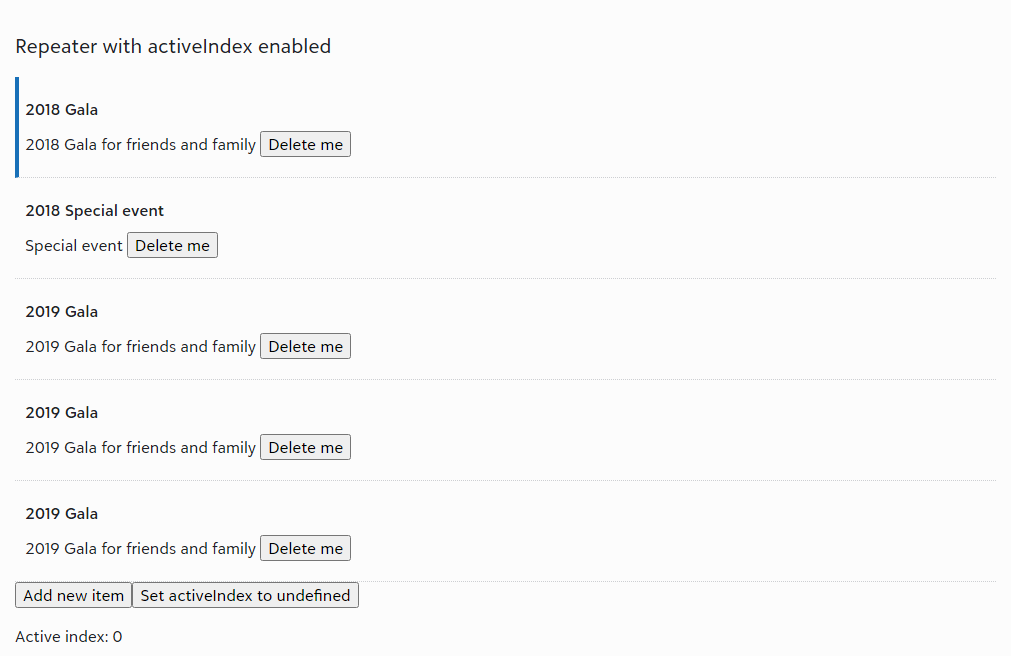 Repeater with activeIndex enabled
2018 Gala
2018 Gala for friends and family Delete me
2018 Special event
Special event Delete me
2019 Gala
2019 Gala for friends and family Delete me
2019 Gala
2019 Gala for friends and family Delete me
2019 Gala
2019 Gala for friends and family Delete me
Add new item Set activeIndex to undefined
Active index: 0